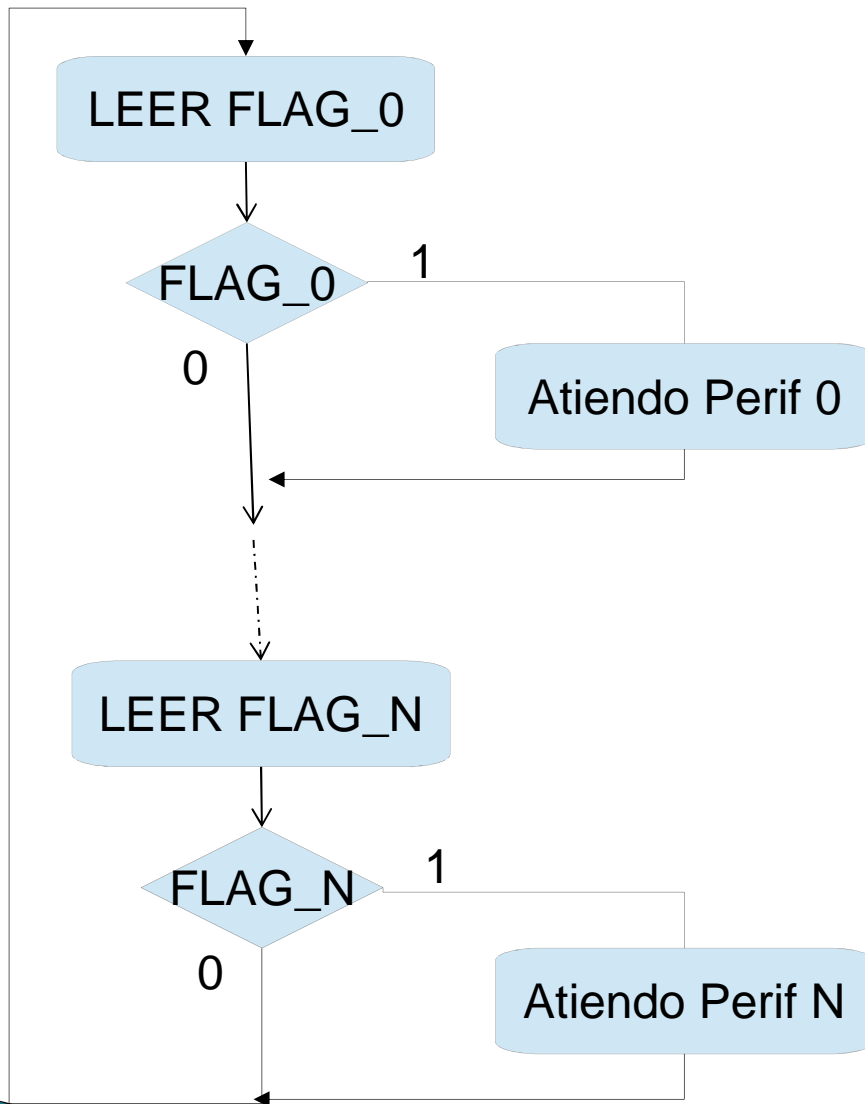 LEER FLAG_0
FLAG_0
1
0
Atiendo Perif 0
LEER FLAG_N
FLAG_N
1
0
Atiendo Perif N